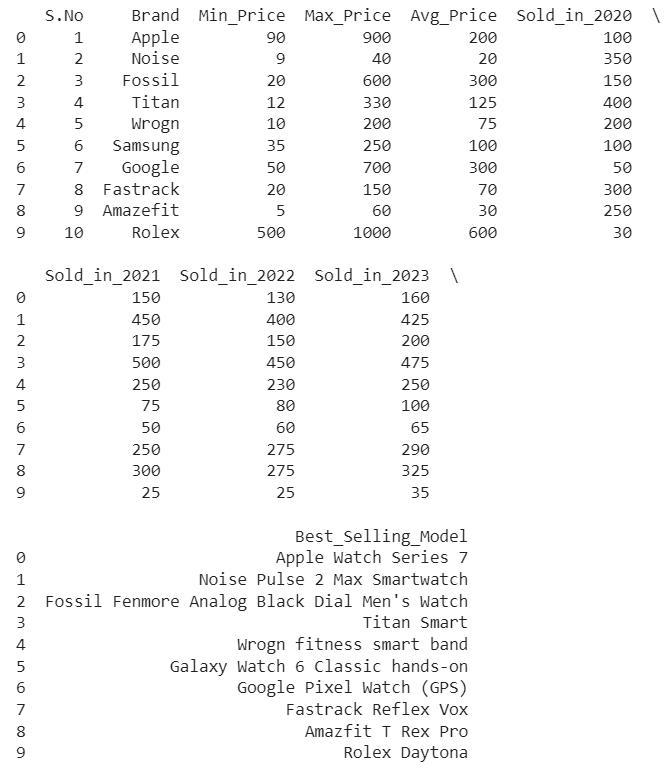 S.No Brand Min_Price Max_Price Avg_Price Sold_in_2020 \
0 1 Apple 90 900 200 100
1 2 Noise 9 40 20 350
2 3 Fossil 20 600 300 150
3 4 Titan 12 330 125 400
4 5 Wrogn 10 200 75 200
5 6 Samsung 35 250 100 100
6 7 Google 50 700 300 50
7 8 Fastrack 20 150 70 300
8 9 Amazefit 5 60 30 250
9 10 Rolex 500 1000 600 30
Sold_in_2021 Sold_in_2022 Sold_in_2023 \
0 150 130 160
1 450 400 425
2 175 150 200
3 500 450 475
4 250 230 250
5 75 80 100
6 50 60 65
7 250 275 290
8 300 275 325
9 25 25 35
Best_Selling_Model
0 Apple Watch Series 7
1 Noise Pulse 2 Max Smartwatch
2 Fossil Fenmore Analog Black Dial Men's Watch
3 Titan Smart
4 Wrogn fitness smart band
5 Galaxy Watch 6 Classic hands-on
6 Google Pixel Watch (GPS)
7 Fastrack Reflex Vox
8 Amazfit T Rex Pro
9 Rolex Daytona